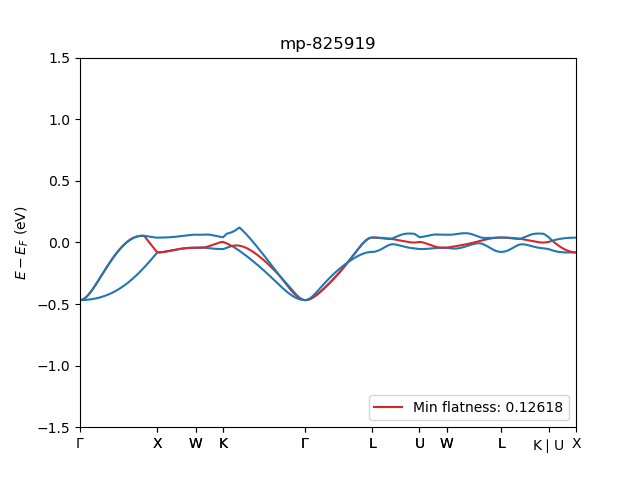 mp-825919
1.5
1.0
0.5
0.0
−0.5
−1.0
−1.5
E − E_F (eV)
Min flatness: 0.12618
Γ X W K Γ L U W L K | U X